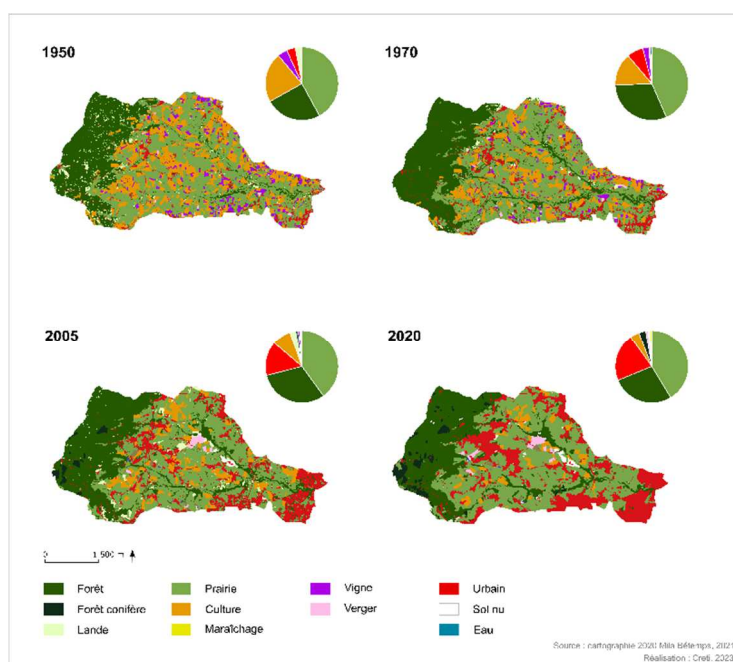 1950
1970
2005
2020
0 1 500 m
Forêt Prairie Vigne Urbain
Forêt conifère Culture Verger Sol nu
Lande Maraîchage Eau
Source : cartographie 2020 Mila Bétemps, 2021
Réalisation : Creti, 2023